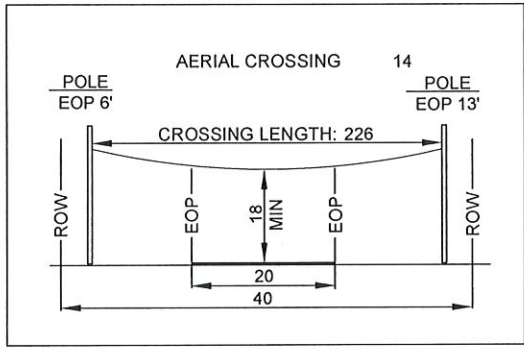 AERIAL CROSSING 14
POLE
EOP 6'
POLE
EOP 13'
CROSSING LENGTH: 226
ROW
EOP
18
MIN
EOP
ROW
20
40